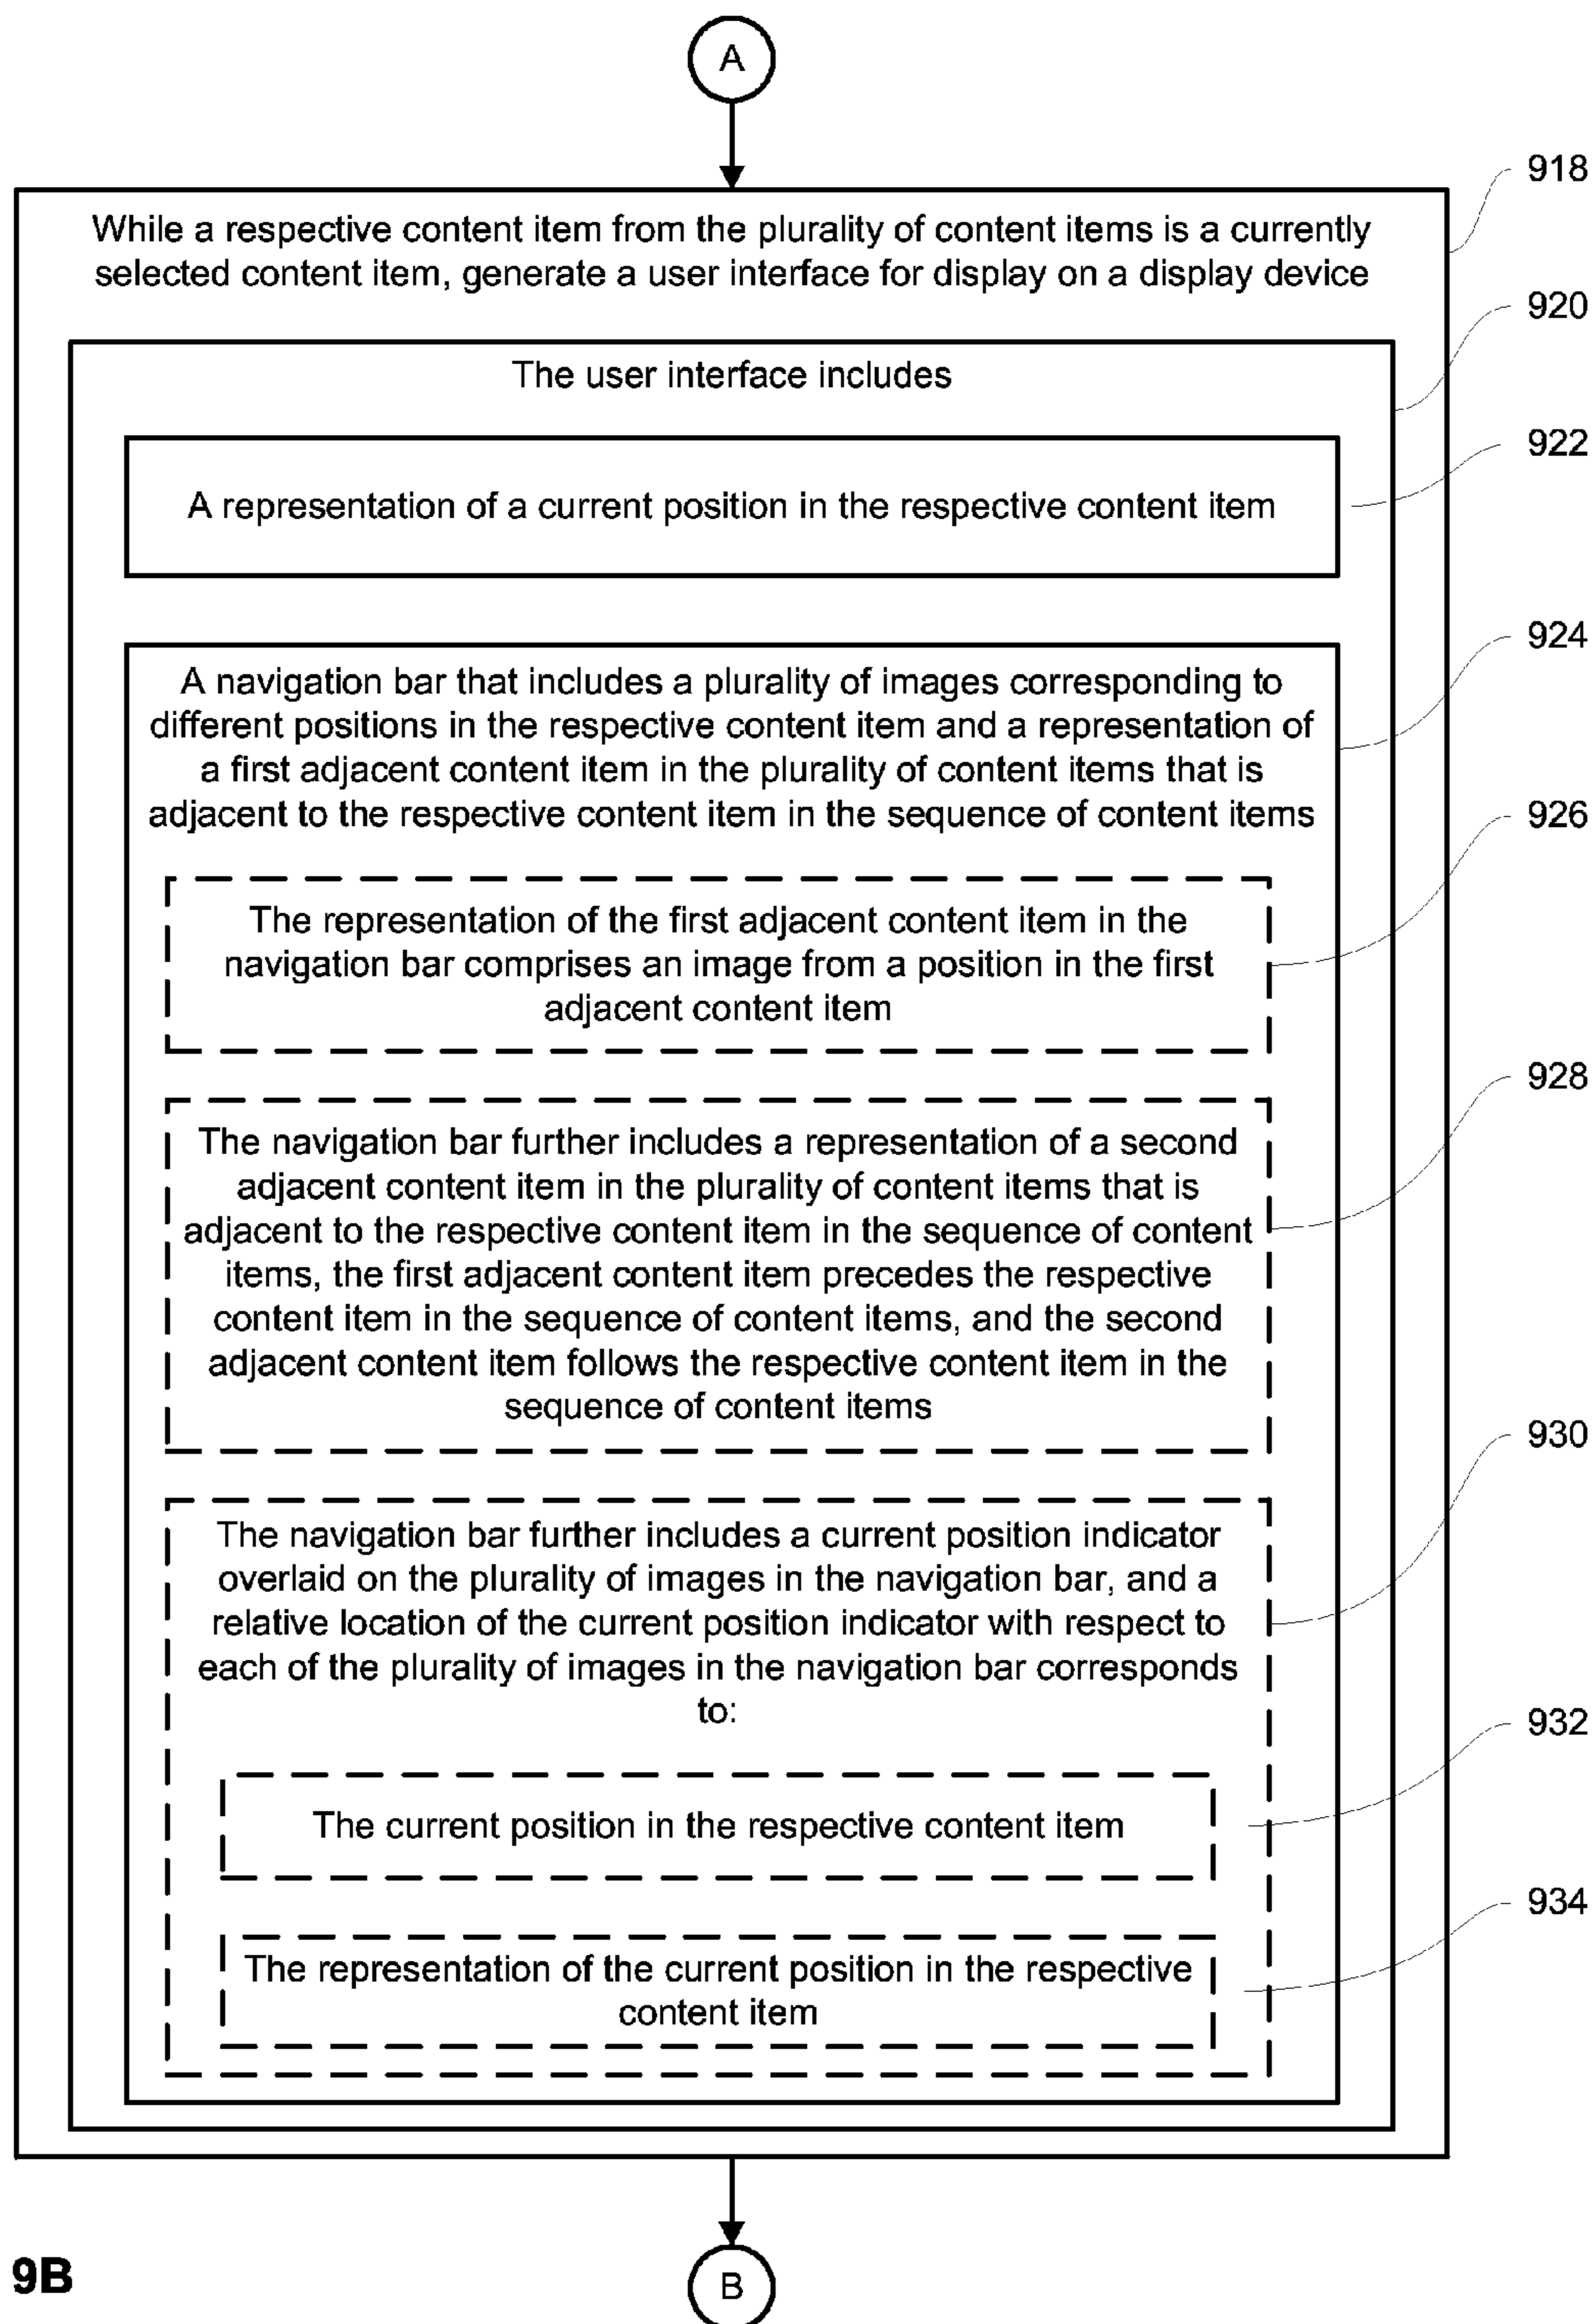 A
918
While a respective content item from the plurality of content items is a currently
selected content item, generate a user interface for display on a display device
920
The user interface includes
922
A representation of a current position in the respective content item
924
A navigation bar that includes a plurality of images corresponding to
different positions in the respective content item and a representation of
a first adjacent content item in the plurality of content items that is
adjacent to the respective content item in the sequence of content items
926
The representation of the first adjacent content item in the
navigation bar comprises an image from a position in the first
adjacent content item
928
The navigation bar further includes a representation of a second
adjacent content item in the plurality of content items that is
adjacent to the respective content item in the sequence of content
items, the first adjacent content item precedes the respective
content item in the sequence of content items, and the second
adjacent content item follows the respective content item in the
sequence of content items
930
The navigation bar further includes a current position indicator
overlaid on the plurality of images in the navigation bar, and a
relative location of the current position indicator with respect to
each of the plurality of images in the navigation bar corresponds
to:
932
The current position in the respective content item
934
The representation of the current position in the respective
content item
9B
B